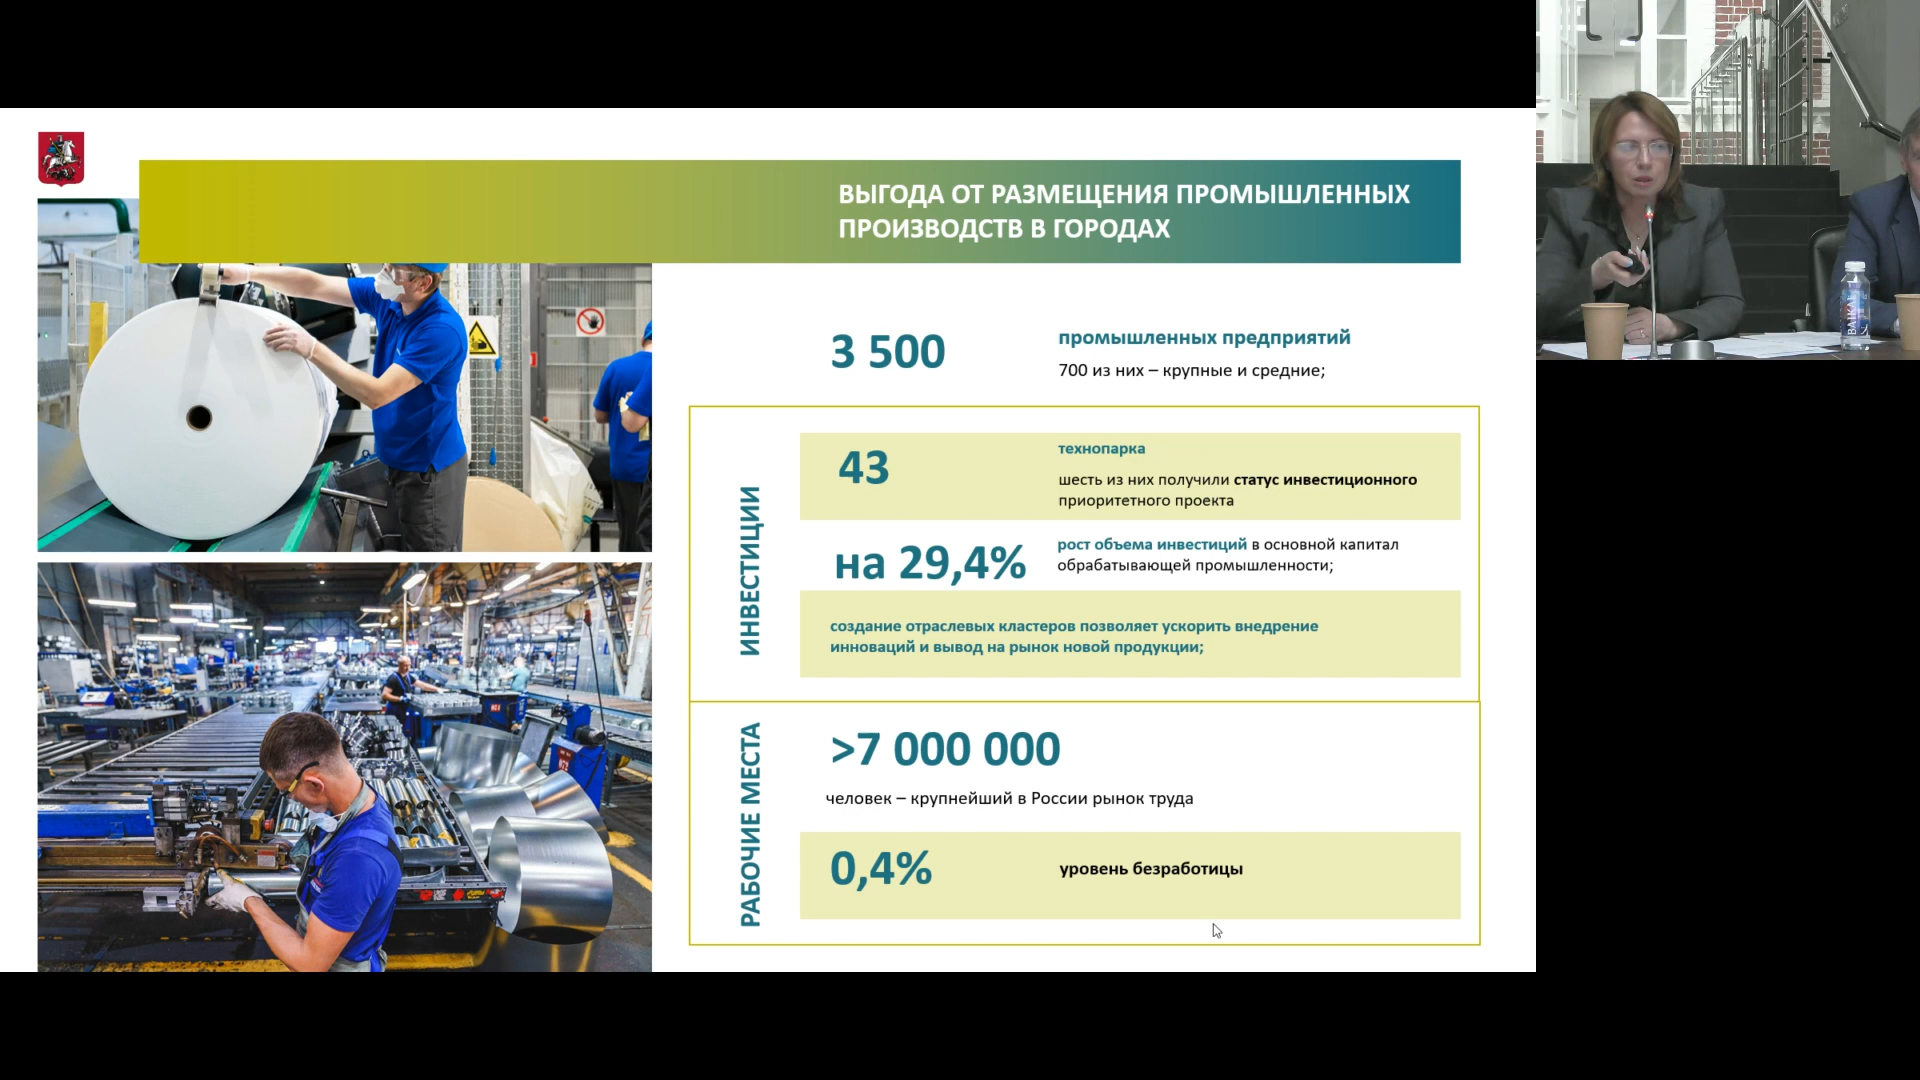 ВЫГОДА ОТ РАЗМЕЩЕНИЯ ПРОМЫШЛЕННЫХ
ПРОИЗВОДСТВ В ГОРОДАХ
3 500
промышленных предприятий
700 из них – крупные и средние;
ИНВЕСТИЦИИ
43
технопарка
шесть из них получили статус инвестиционного
приоритетного проекта
на 29,4%
рост объема инвестиций в основной капитал
обрабатывающей промышленности;
создание отраслевых кластеров позволяет ускорить внедрение
инноваций и вывод на рынок новой продукции;
РАБОЧИЕ МЕСТА
>7 000 000
человек – крупнейший в России рынок труда
0,4%
уровень безработицы
BAIKAL